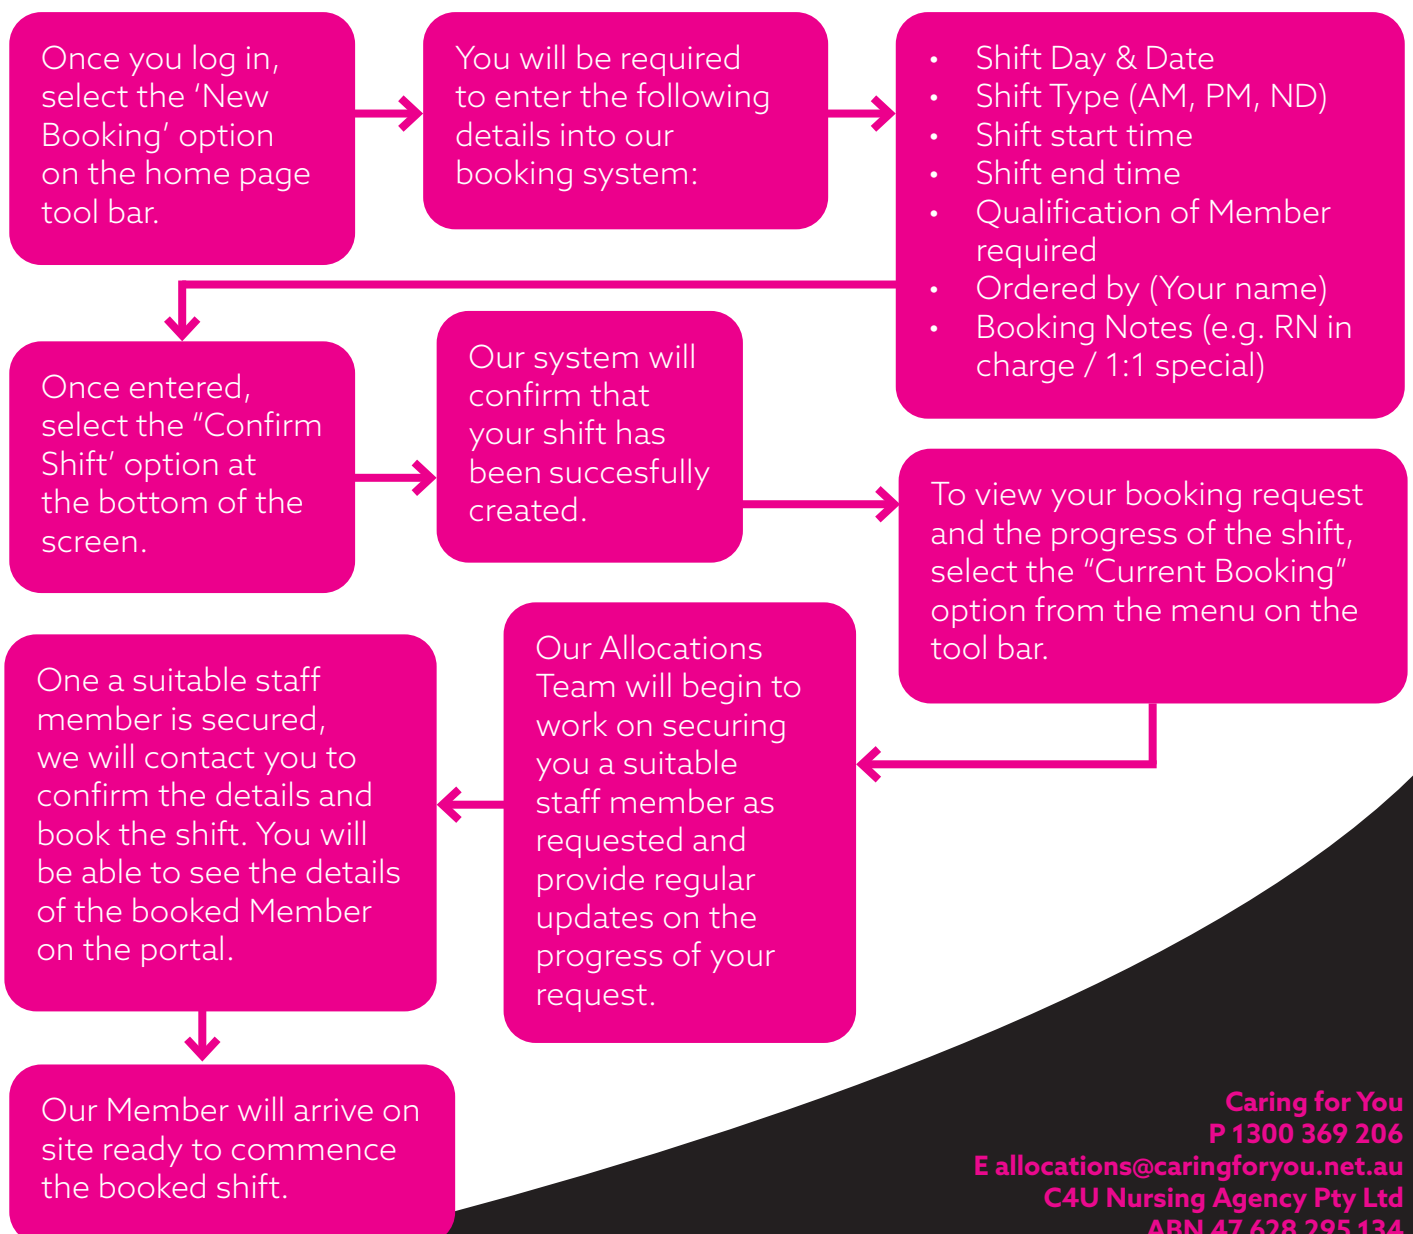 Once you log in,
select the ‘New
Booking’ option
on the home page
tool bar.
You will be required
to enter the following
details into our
booking system:
• Shift Day & Date
• Shift Type (AM, PM, ND)
• Shift start time
• Shift end time
• Qualification of Member
required
• Ordered by (Your name)
• Booking Notes (e.g. RN in
charge / 1:1 special)
Once entered,
select the “Confirm
Shift’ option at
the bottom of the
screen.
Our system will
confirm that
your shift has
been succesfully
created.
To view your booking request
and the progress of the shift,
select the “Current Booking”
option from the menu on the
tool bar.
Our Allocations
Team will begin to
work on securing
you a suitable
staff member as
requested and
provide regular
updates on the
progress of your
request.
One a suitable staff
member is secured,
we will contact you to
confirm the details and
book the shift. You will
be able to see the details
of the booked Member
on the portal.
Our Member will arrive on
site ready to commence
the booked shift.
Caring for You
P 1300 369 206
E allocations@caringforyou.net.au
C4U Nursing Agency Pty Ltd
ABN 47 628 295 134